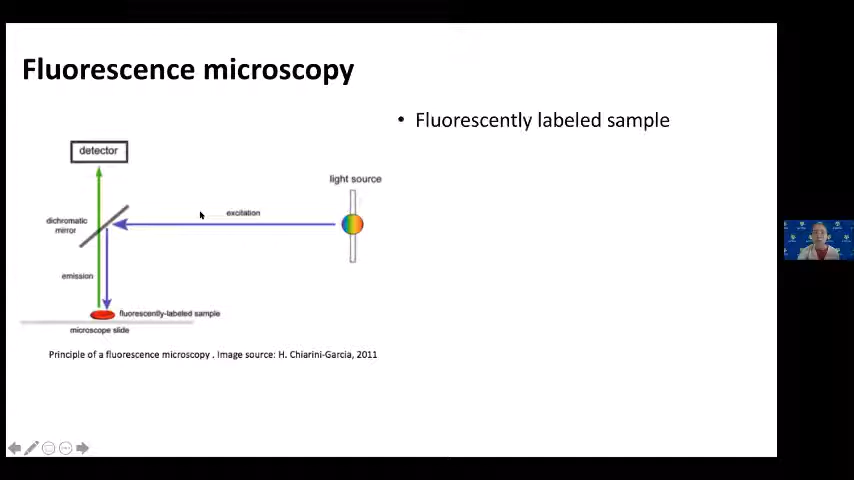 Fluorescence microscopy
• Fluorescently labeled sample
detector
light source
excitation
dichromatic
mirror
emission
fluorescently-labeled sample
microscope slide
Principle of a fluorescence microscopy . Image source: H. Chiarini-Garcia, 2011